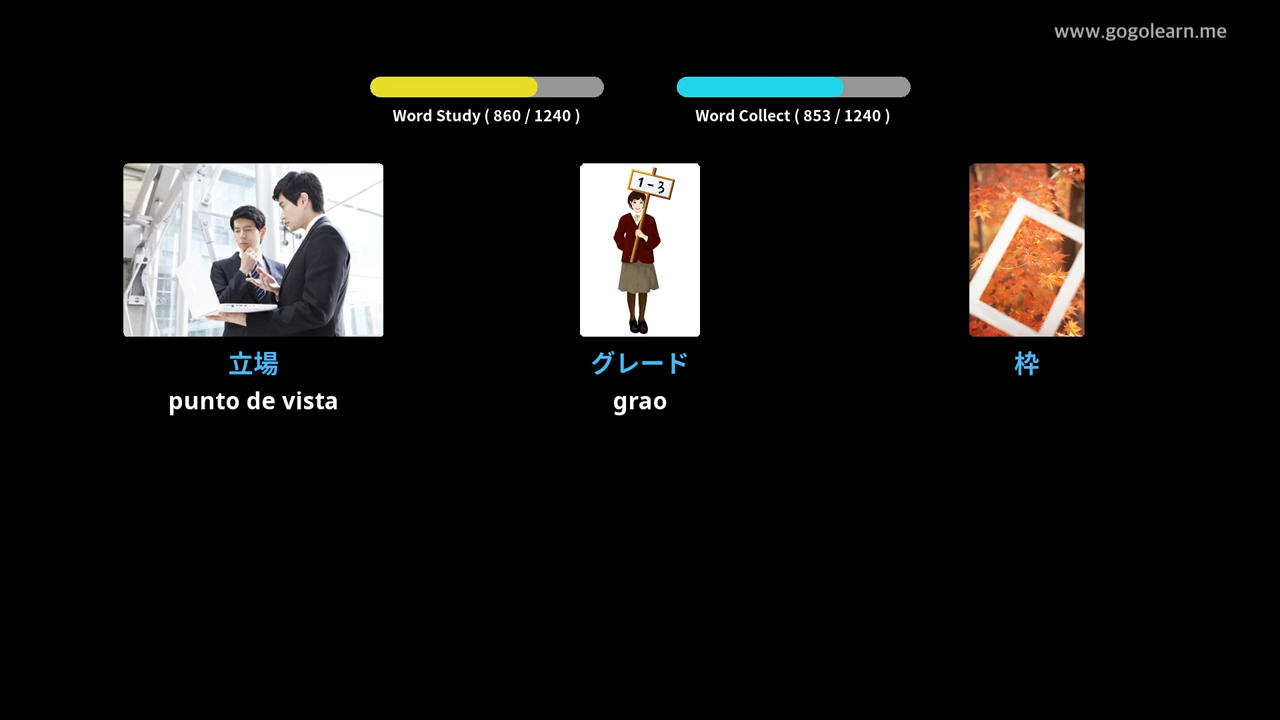 www.gogolearn.me
Word Study ( 860 / 1240 )
Word Collect ( 853 / 1240 )
1-3
立場
グレード
枠
punto de vista
grao